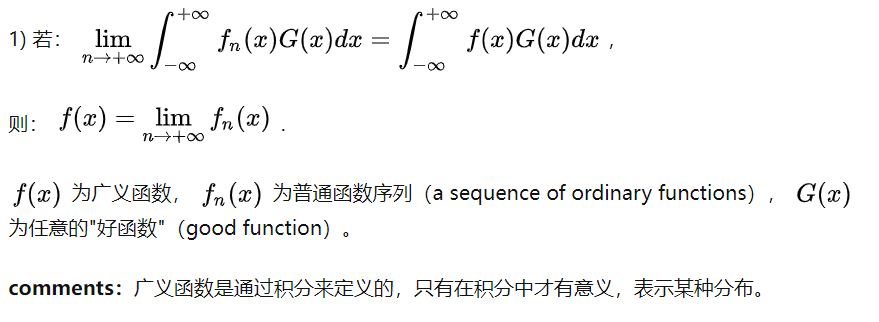 1) 若： $\lim_{n\to+\infty}\int_{-\infty}^{+\infty} f_n(x)G(x)dx = \int_{-\infty}^{+\infty} f(x)G(x)dx$ ，
则： $f(x) = \lim_{n\to+\infty} f_n(x)$ .
$f(x)$ 为广义函数， $f_n(x)$ 为普通函数序列（a sequence of ordinary functions）， $G(x)$
为任意的"好函数"（good function）。
comments：广义函数是通过积分来定义的，只有在积分中才有意义，表示某种分布。